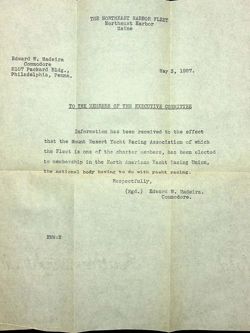 THE NORTHEAST HARBOR FLEET
Northeast Harbor
Maine
Edward W. Madeira
Commodore
2107 Packard Bldg.,
Philadelphia, Penna.
May 3, 1927.
TO THE MEMBERS OF THE EXECUTIVE COMMITTEE
Information has been received to the effect
that the Mount Desert Yacht Racing Association of which
the Fleet is one of the charter members, has been elected
to membership in the North American Yacht Racing Union,
the national body having to do with yacht racing.
Respectfully,
(Sgd.) Edward W. Madeira.
Commodore.